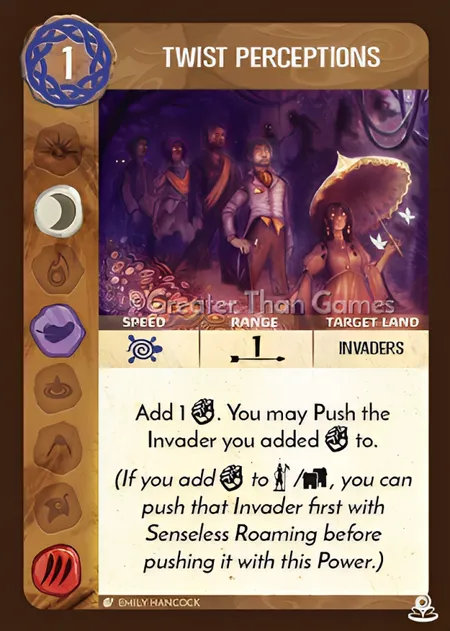 1
TWIST PERCEPTIONS
©Greater Than Games
SPEED RANGE TARGET LAND
1 INVADERS
Add 1 . You may Push the
Invader you added to.
(If you add to / , you can
push that Invader first with
Senseless Roaming before
pushing it with this Power.)
EMILY HANCOCK